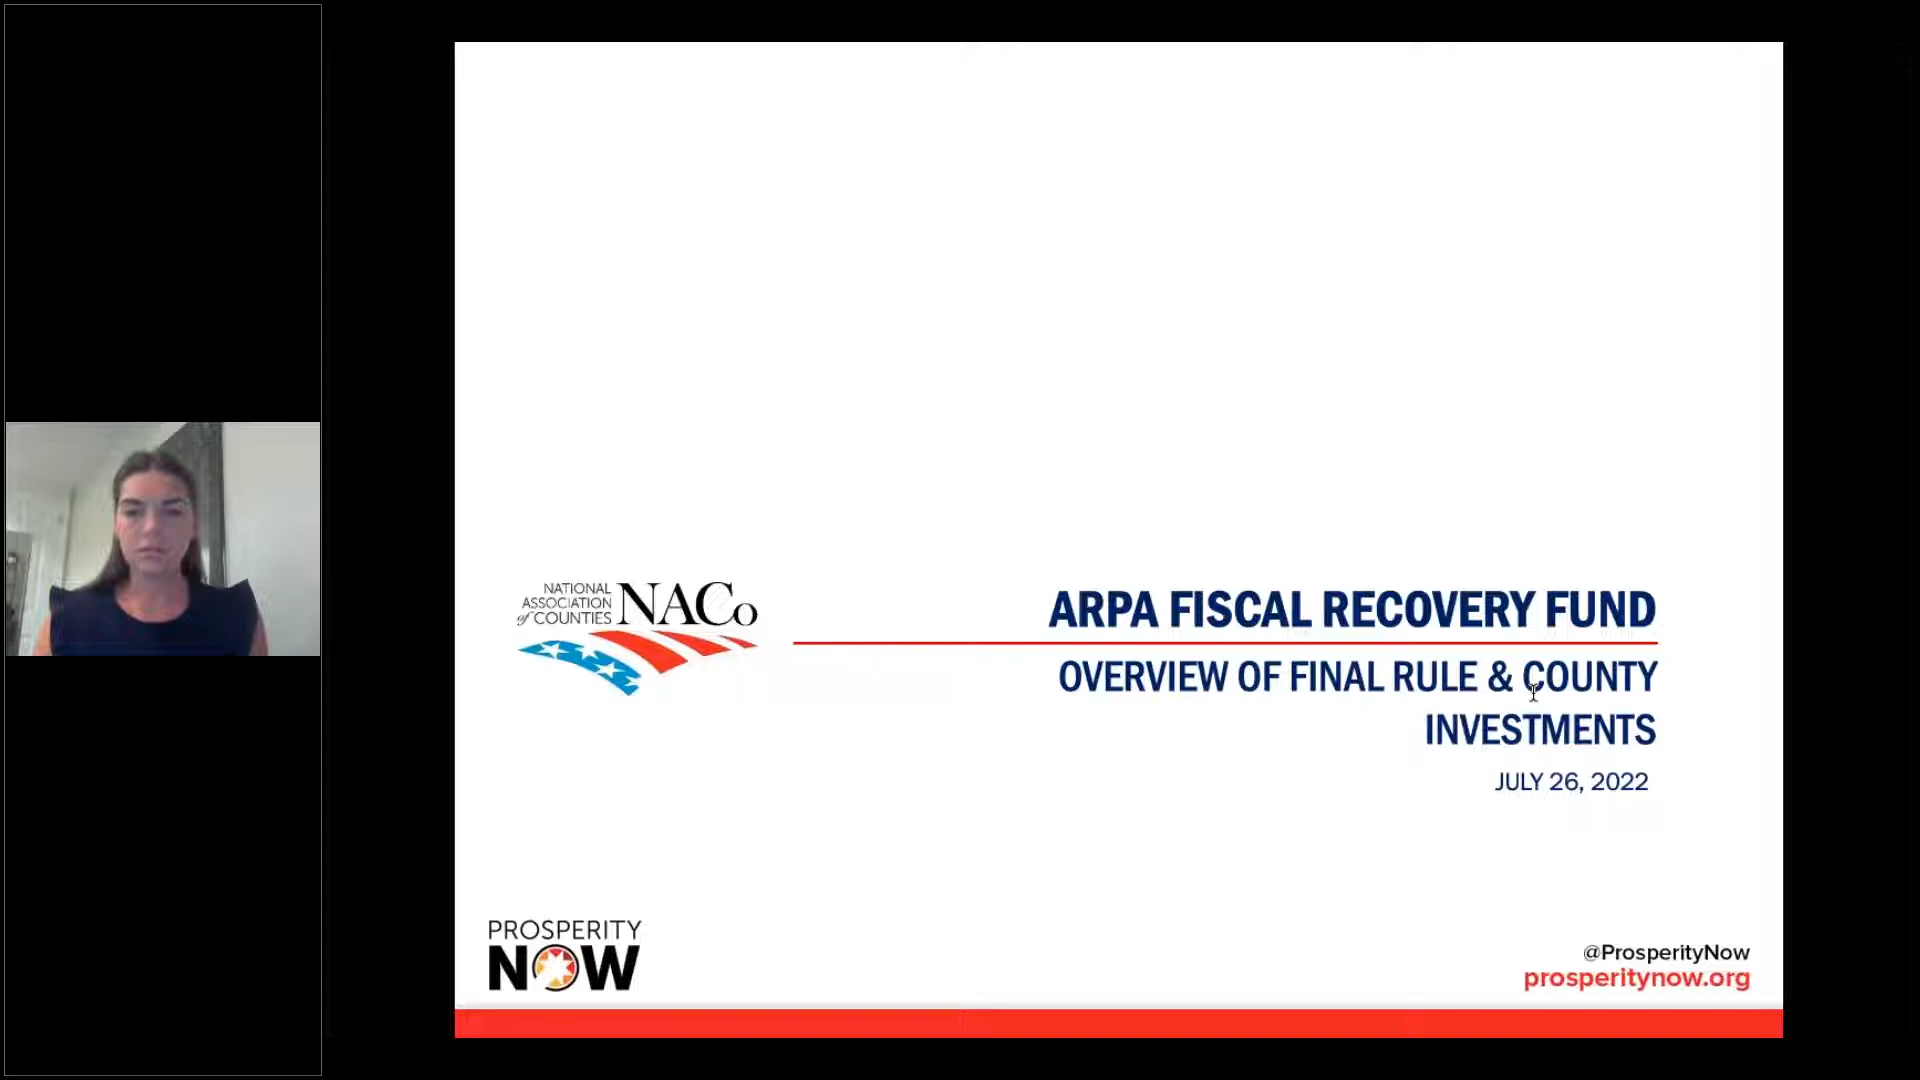 NATIONAL
ASSOCIATION
of COUNTIES
NACo
ARPA FISCAL RECOVERY FUND
OVERVIEW OF FINAL RULE & COUNTY
INVESTMENTS
JULY 26, 2022
PROSPERITY
NOW
@ProsperityNow
prosperitynow.org